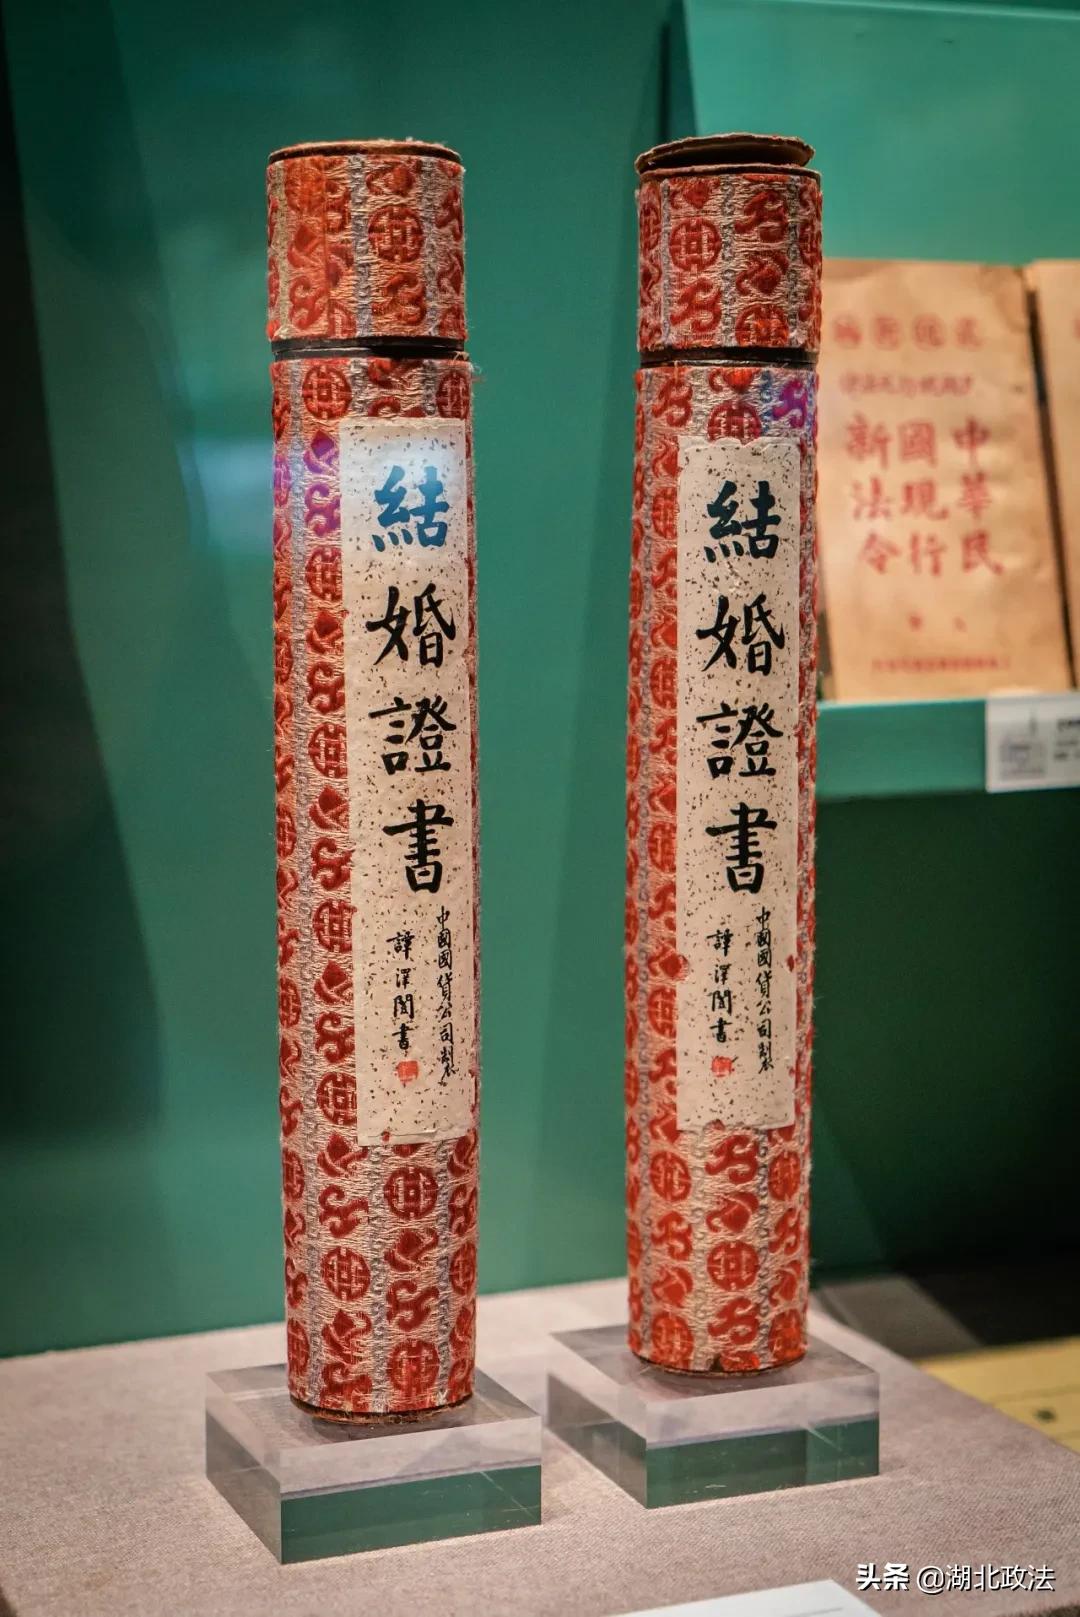 結婚證書
中國國貨公司製
譚澤闓書
結婚證書
中國國貨公司製
譚澤闓書
中華民
國現行
新法令
头条 @湖北政法